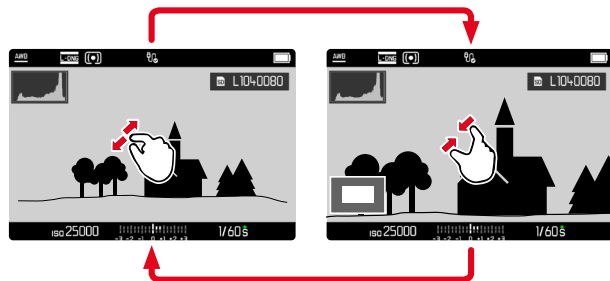 AWB L-DNG
L1040080
ISO 25000 -3 -2 -1 0 +1 +2 +3 1/60s
AWB L-DNG
L1040080
ISO 25000 -3 -2 -1 0 +1 +2 +3 1/60s